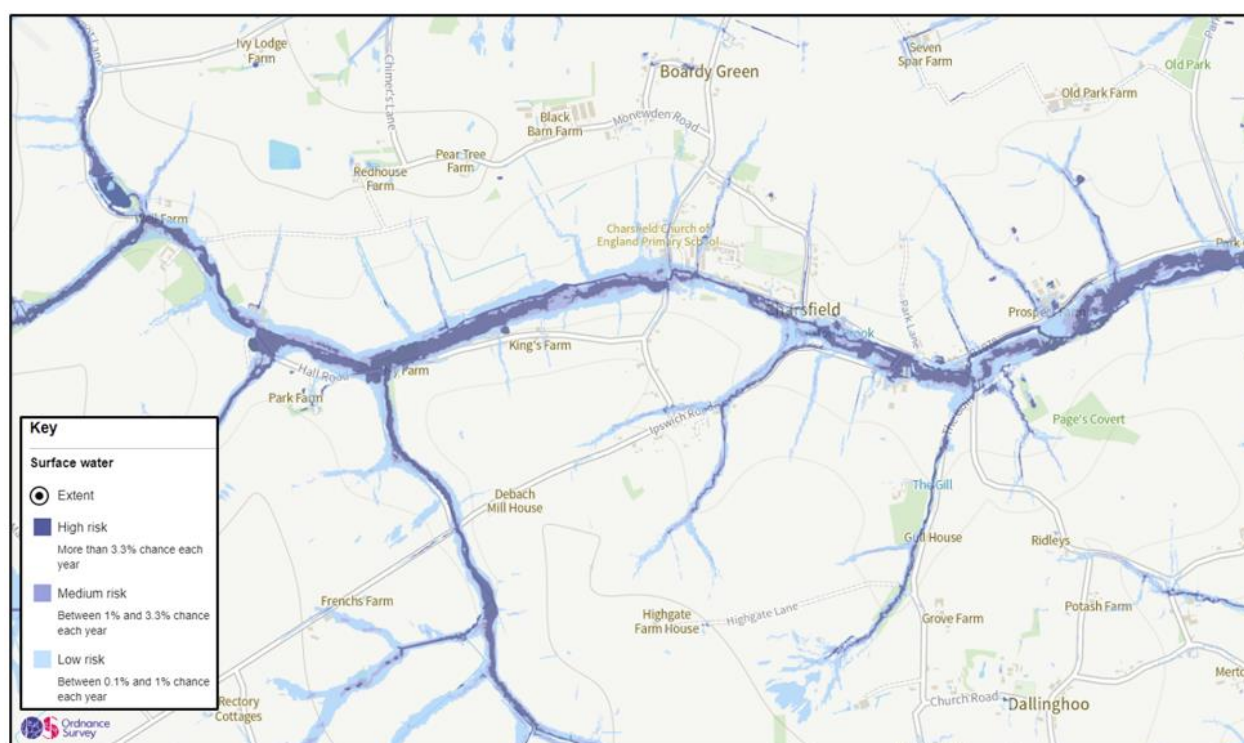 Ivy Lodge
Farm
Chimer's Lane
Boardy Green
Seven
Spar Farm
Old Park
Park
Old Park Farm
Black
Barn Farm
Monewden Road
Pear Tree
Farm
Redhouse
Farm
Farm
Charsfield Church of
England Primary School
Park Lane
Prospect Farm
King's Farm
Hall Road
Farm
Park Farm
Ipswich Road
Page's Covert
Debach
Mill House
The Gill
Gull House
Ridleys
Frenchs Farm
Highgate
Farm House
Highgate Lane
Grove Farm
Potash Farm
Rectory
Cottages
Church Road
Dallinghoo
Key
Surface water
Extent
High risk
More than 3.3% chance each
year
Medium risk
Between 1% and 3.3% chance
each year
Low risk
Between 0.1% and 1% chance
each year
Ordnance
Survey